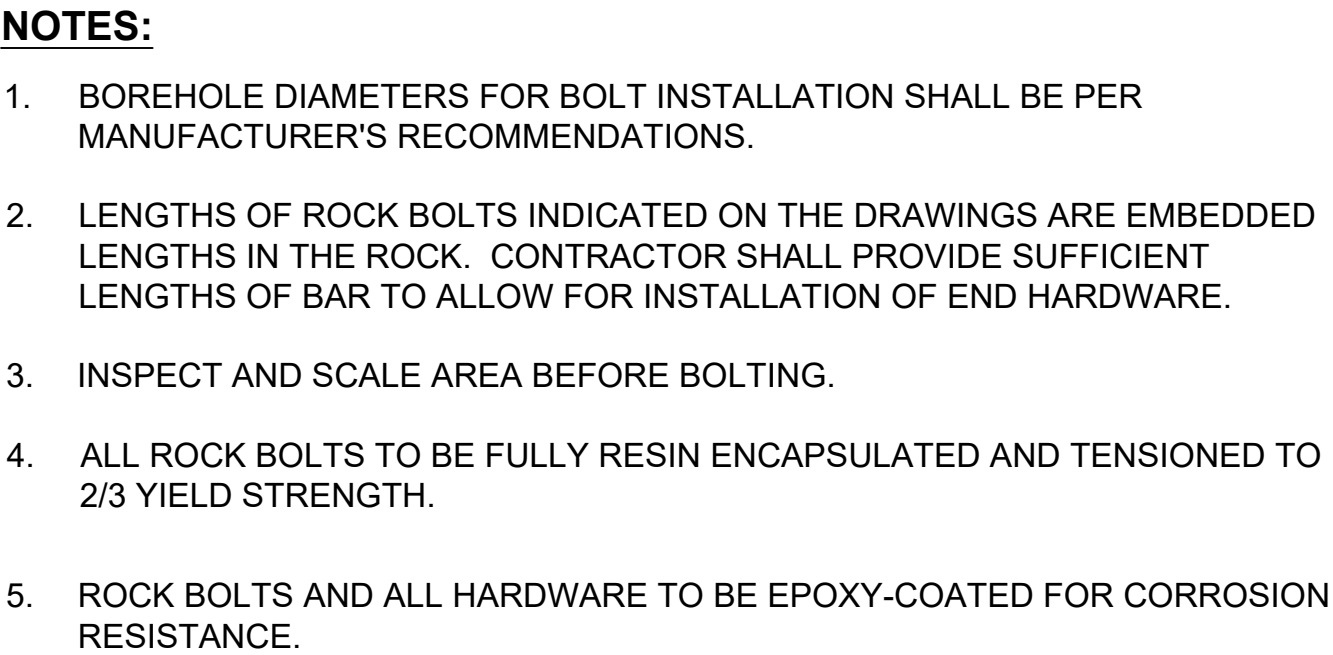 NOTES:
1. BOREHOLE DIAMETERS FOR BOLT INSTALLATION SHALL BE PER
MANUFACTURER'S RECOMMENDATIONS.
2. LENGTHS OF ROCK BOLTS INDICATED ON THE DRAWINGS ARE EMBEDDED
LENGTHS IN THE ROCK.  CONTRACTOR SHALL PROVIDE SUFFICIENT
LENGTHS OF BAR TO ALLOW FOR INSTALLATION OF END HARDWARE.
3. INSPECT AND SCALE AREA BEFORE BOLTING.
4. ALL ROCK BOLTS TO BE FULLY RESIN ENCAPSULATED AND TENSIONED TO
2/3 YIELD STRENGTH.
5. ROCK BOLTS AND ALL HARDWARE TO BE EPOXY-COATED FOR CORROSION
RESISTANCE.